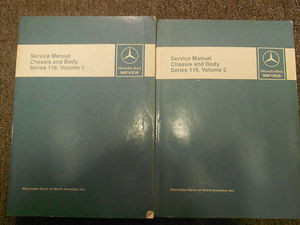 Service Manual
Chassis and Body
Series 116, Volume 1
Mercedes-Benz
service
Mercedes-Benz of North America, Inc.
Service Manual
Chassis and Body
Series 116, Volume 2
Mercedes-Benz
service
Mercedes-Benz of North America, Inc.